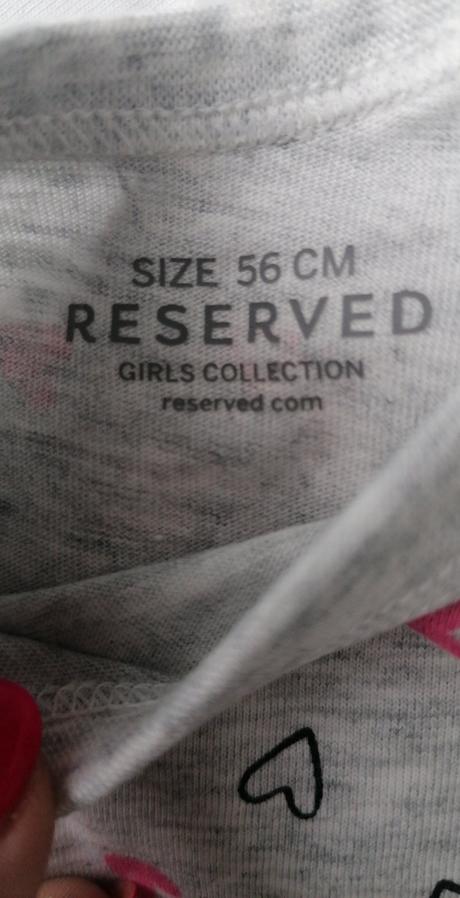 SIZE 56 CM
RESERVED
GIRLS COLLECTION
reserved com